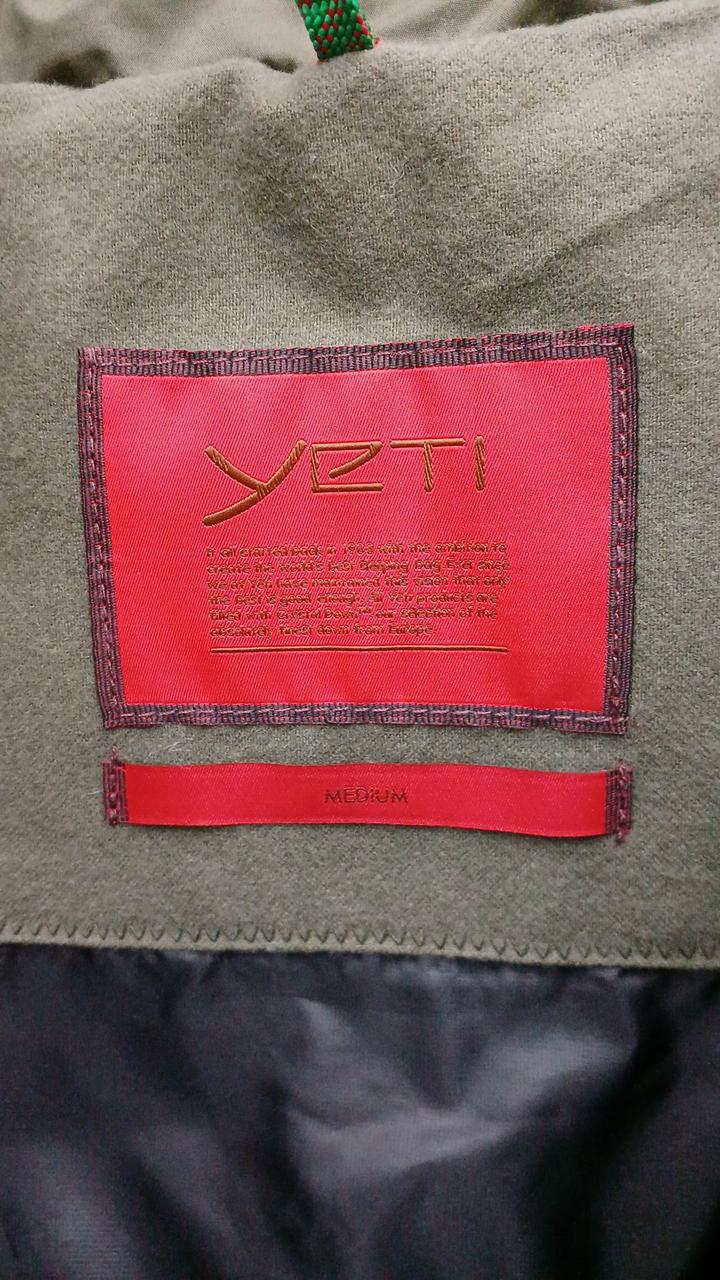 YETI
It all started back in 1983 with the ambition to
create the world's best sleeping bag. Ever since
we at Yeti have maintained this vision that only
the best is good enough. All Yeti products are
filled with CrystalDown™ our selection of the
absolutely finest down from Europe.
MEDIUM